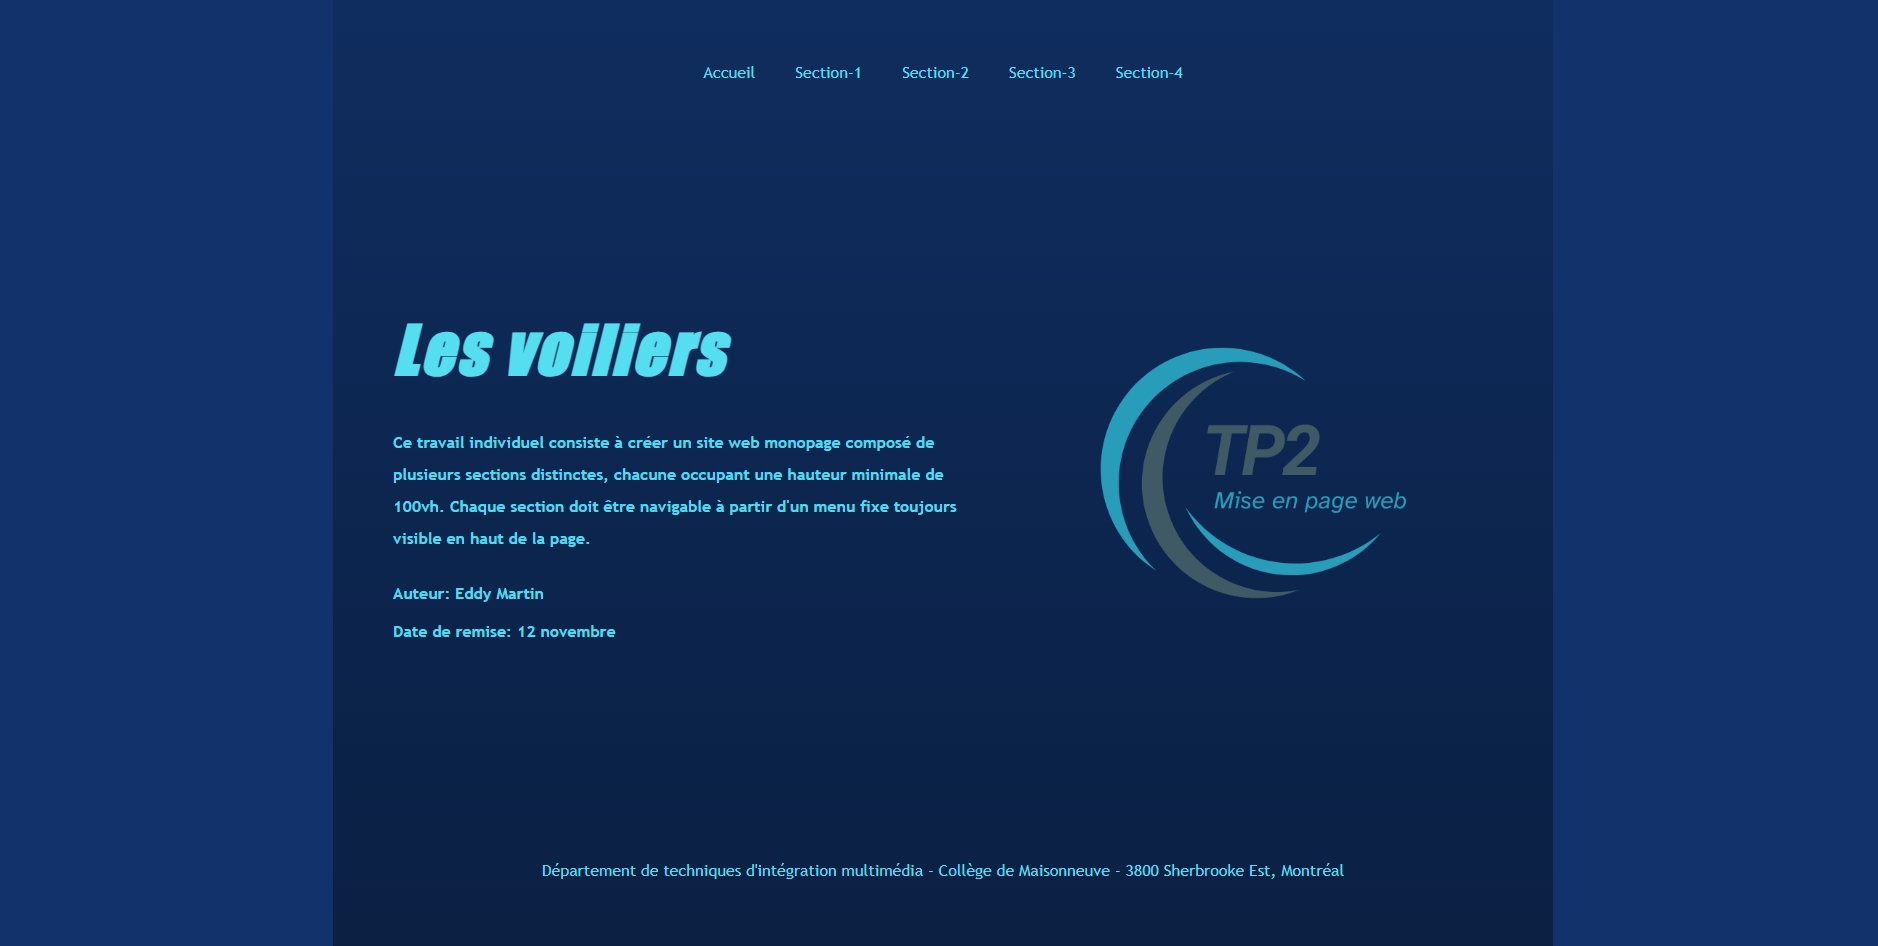 Accueil Section-1 Section-2 Section-3 Section-4
Les voiliers
Ce travail individuel consiste à créer un site web monopage composé de
plusieurs sections distinctes, chacune occupant une hauteur minimale de
100vh. Chaque section doit être navigable à partir d'un menu fixe toujours
visible en haut de la page.
Auteur: Eddy Martin
Date de remise: 12 novembre
TP2
Mise en page web
Département de techniques d'intégration multimédia - Collège de Maisonneuve - 3800 Sherbrooke Est, Montréal